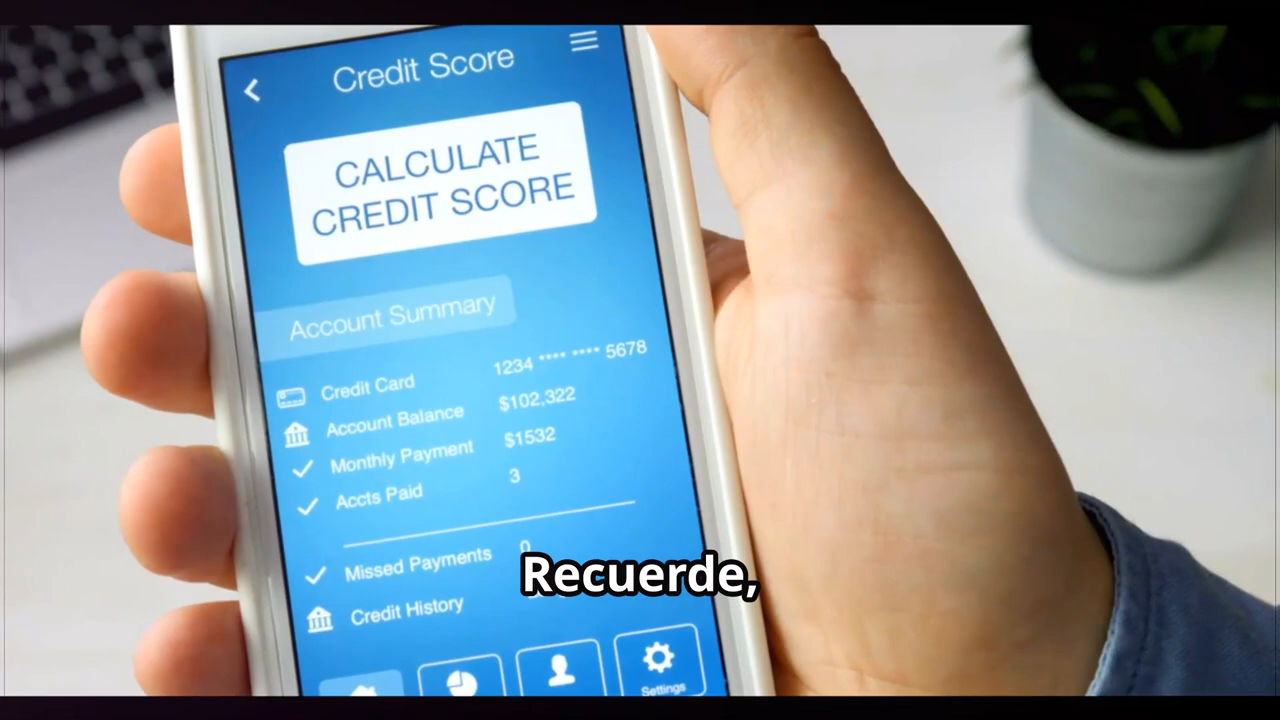 Credit Score
CALCULATE
CREDIT SCORE
Account Summary
Credit Card 1234 **** **** 5678
Account Balance $102,322
Monthly Payment $1532
Accts Paid 3
Missed Payments 0
Credit History
Recuerde,
Settings